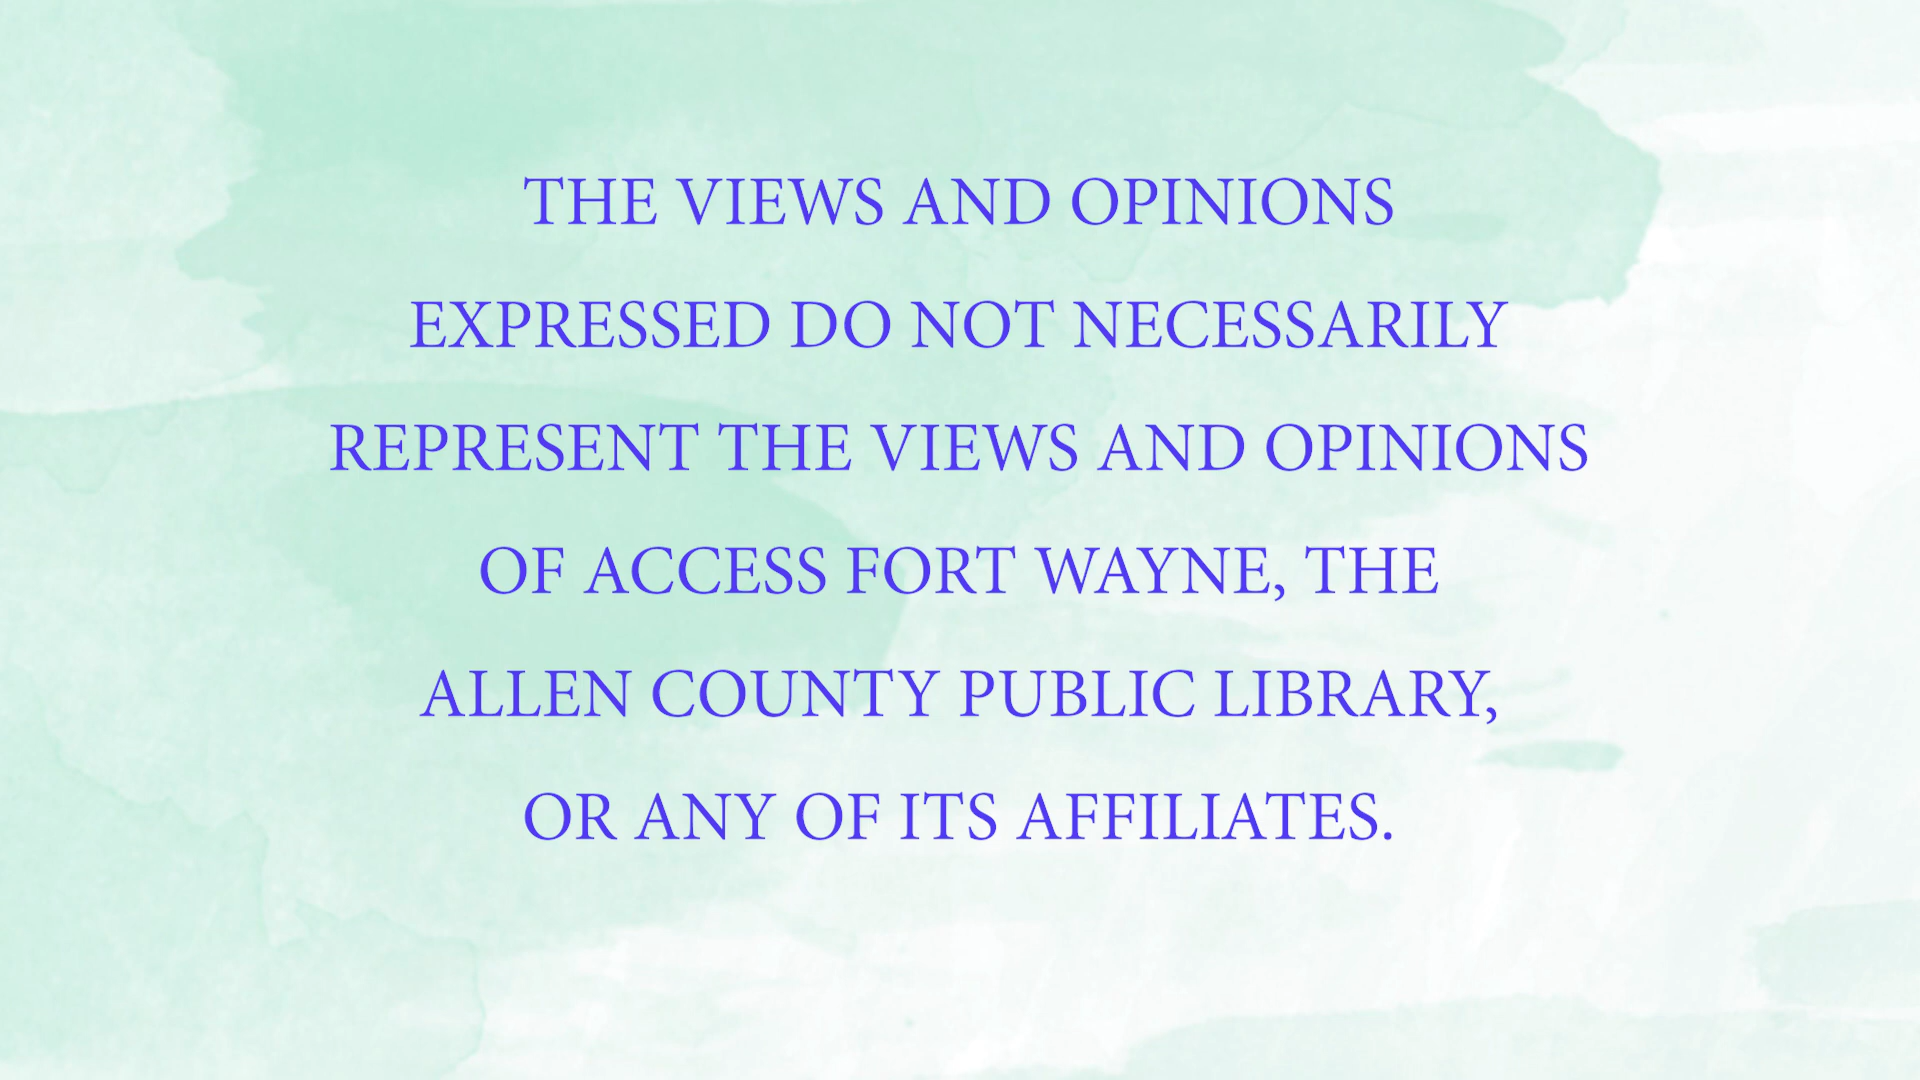 THE VIEWS AND OPINIONS
EXPRESSED DO NOT NECESSARILY
REPRESENT THE VIEWS AND OPINIONS
OF ACCESS FORT WAYNE, THE
ALLEN COUNTY PUBLIC LIBRARY,
OR ANY OF ITS AFFILIATES.